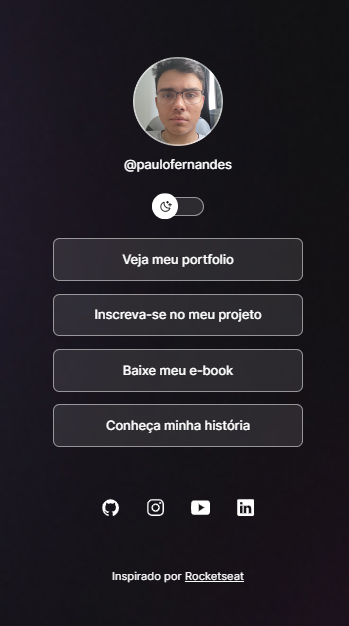 @paulofernandes
Veja meu portfolio
Inscreva-se no meu projeto
Baixe meu e-book
Conheça minha história
Inspirado por Rocketseat